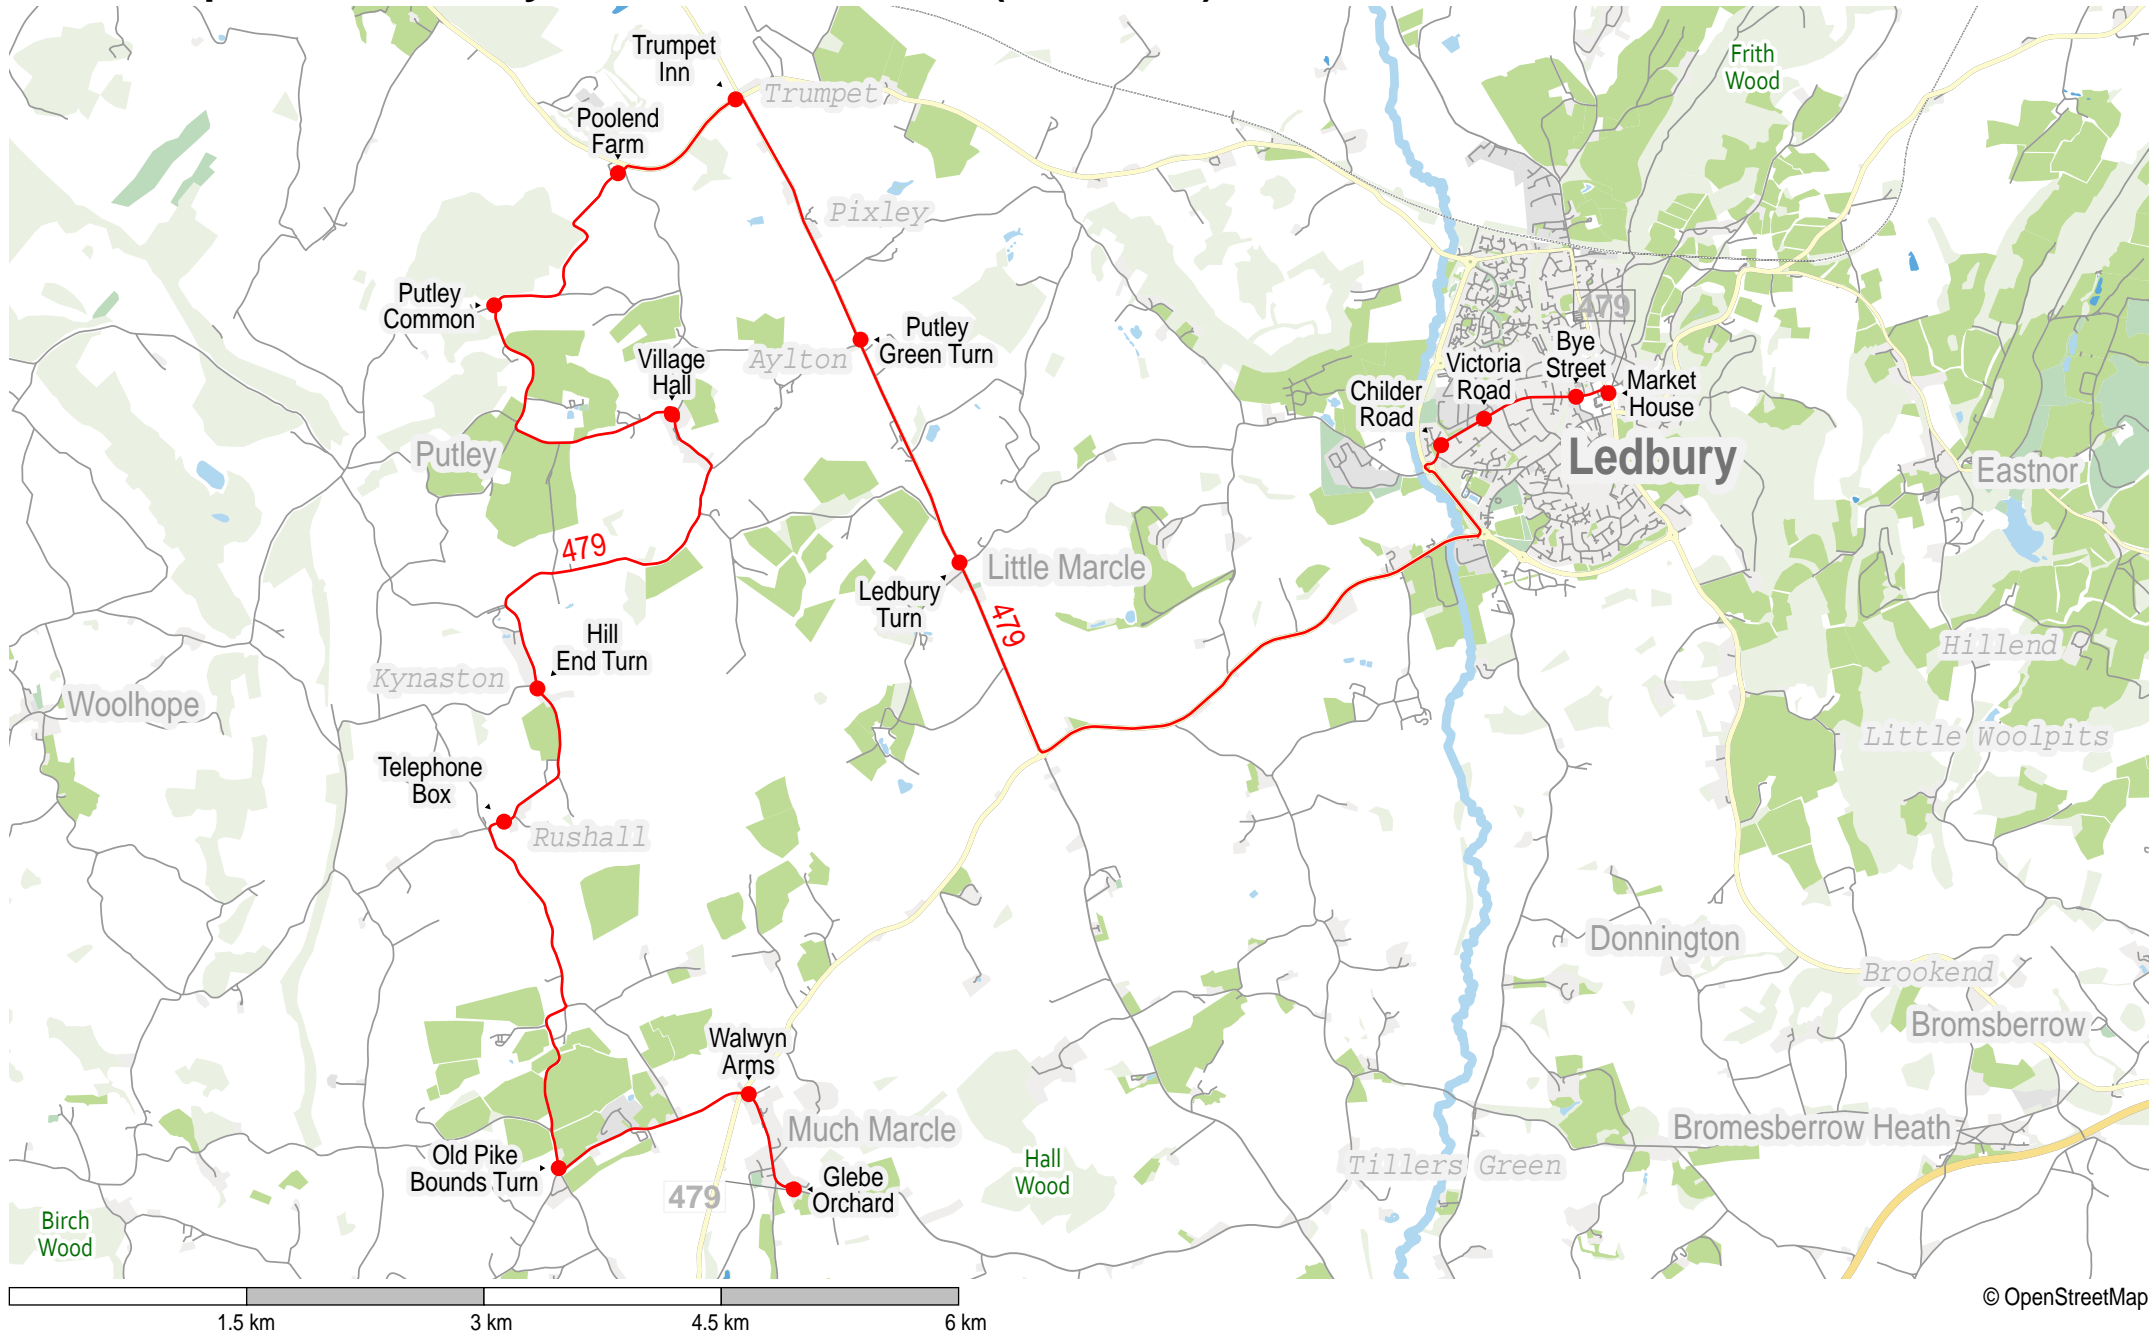 Trumpet
Inn
Trumpet
Poolend
Farm
Frith
Wood
Pixley
Putley
Common
479
Putley
Green Turn
Aylton
Village
Hall
Bye
Street
Victoria
Road
Childer
Road
Market
House
Ledbury
Putley
Eastnor
479
Little Marcle
Ledbury
Turn
479
Hill
End Turn
Kynaston
Woolhope
Hillend
Little Woolpits
Telephone
Box
Rushall
Donnington
Brookend
Bromsberrow
Walwyn
Arms
Much Marcle
Bromesberrow Heath
Old Pike
Bounds Turn
Hall
Wood
Tillers Green
479
Glebe
Orchard
Birch
Wood
© OpenStreetMap
1.5 km
3 km
4.5 km
6 km